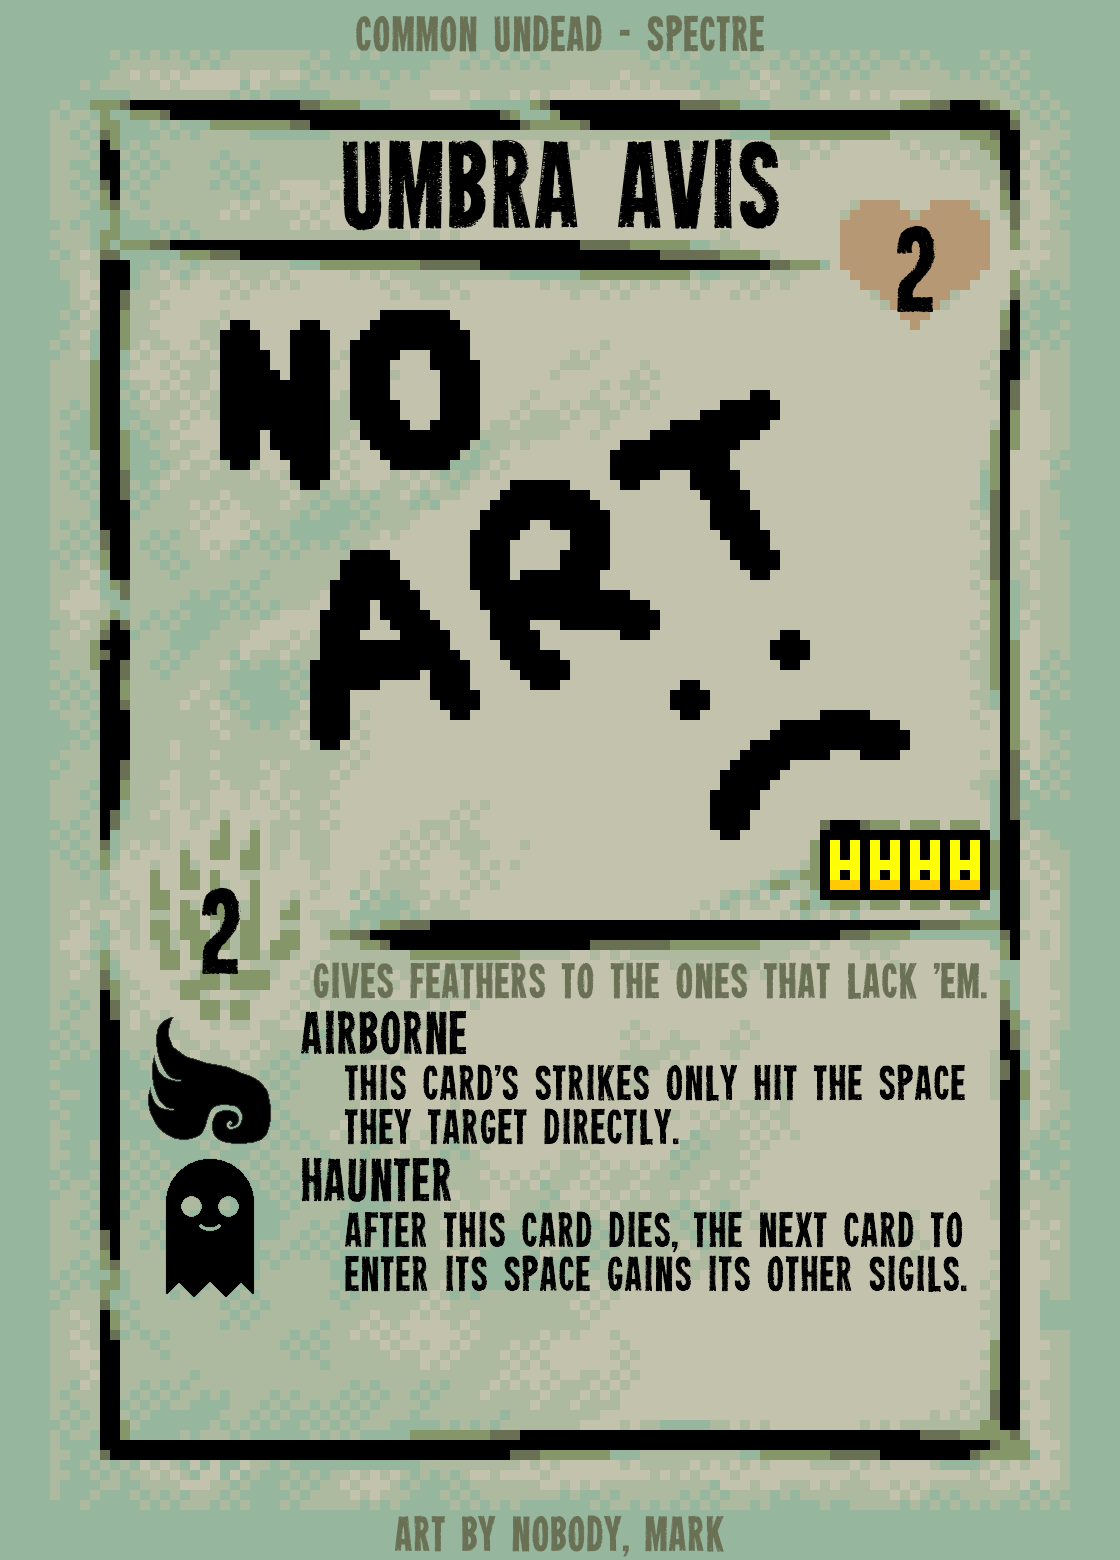 COMMON UNDEAD - SPECTRE
UMBRA AVIS
2
NO
ART
:(
2
GIVES FEATHERS TO THE ONES THAT LACK 'EM.
AIRBORNE
THIS CARD'S STRIKES ONLY HIT THE SPACE
THEY TARGET DIRECTLY.
HAUNTER
AFTER THIS CARD DIES, THE NEXT CARD TO
ENTER ITS SPACE GAINS ITS OTHER SIGILS.
ART BY NOBODY, MARK